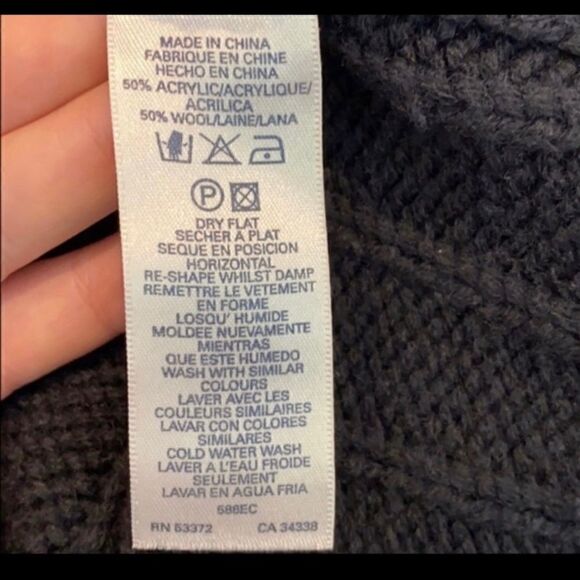 MADE IN CHINA
FABRIQUE EN CHINE
HECHO EN CHINA
50% ACRYLIC/ACRYLIQUE/
ACRILICA
50% WOOL/LAINE/LANA
P
DRY FLAT
SECHER A PLAT
SEQUE EN POSICION
HORIZONTAL
RE-SHAPE WHILST DAMP
REMETTRE LE VETEMENT
EN FORME
LOSQU' HUMIDE
MOLDEE NUEVAMENTE
MIENTRAS
QUE ESTE HUMEDO
WASH WITH SIMILAR
COLOURS
LAVER AVEC LES
COULEURS SIMILAIRES
LAVAR CON COLORES
SIMILARES
COLD WATER WASH
LAVER A L'EAU FROIDE
SEULEMENT
LAVAR EN AGUA FRIA
586EC
RN 53372 CA 34338